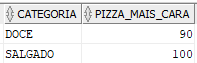 CATEGORIA PIZZA_MAIS_CARA
DOCE 90
SALGADO 100